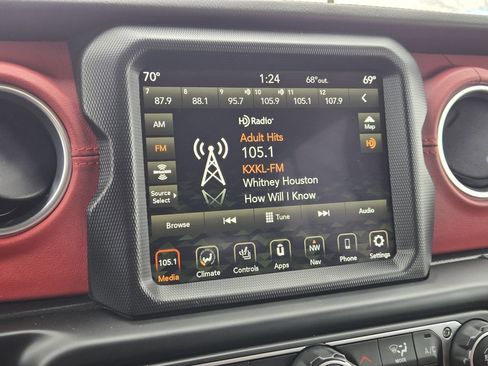 70° 1:24 68° out. 69°
7 8 9 10 11 12
87.9 88.1 95.7 105.9 105.1 107.9
AM
HD Radio
Map
Adult Hits
FM
105.1
KXKL-FM
Whitney Houston
Source Select
How Will I Know
Browse Tune Audio
105.1 NW
Media Climate Controls Apps Nav Phone Settings
MODE